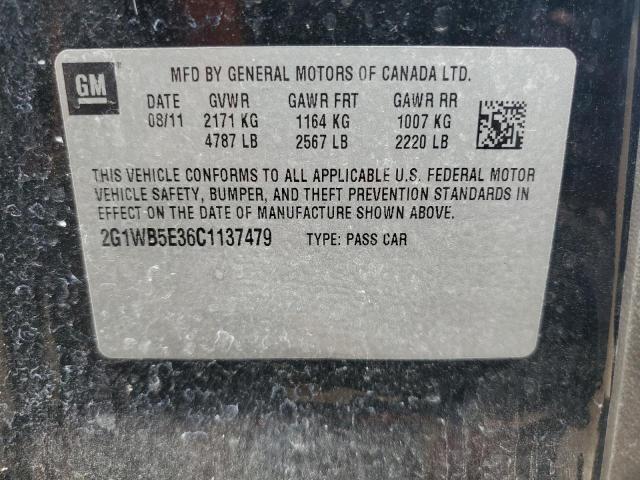 GM
MFD BY GENERAL MOTORS OF CANADA LTD.
DATE GVWR GAWR FRT GAWR RR
08/11 2171 KG 1164 KG 1007 KG
4787 LB 2567 LB 2220 LB
THIS VEHICLE CONFORMS TO ALL APPLICABLE U.S. FEDERAL MOTOR
VEHICLE SAFETY, BUMPER, AND THEFT PREVENTION STANDARDS IN
EFFECT ON THE DATE OF MANUFACTURE SHOWN ABOVE.
2G1WB5E36C1137479 TYPE: PASS CAR